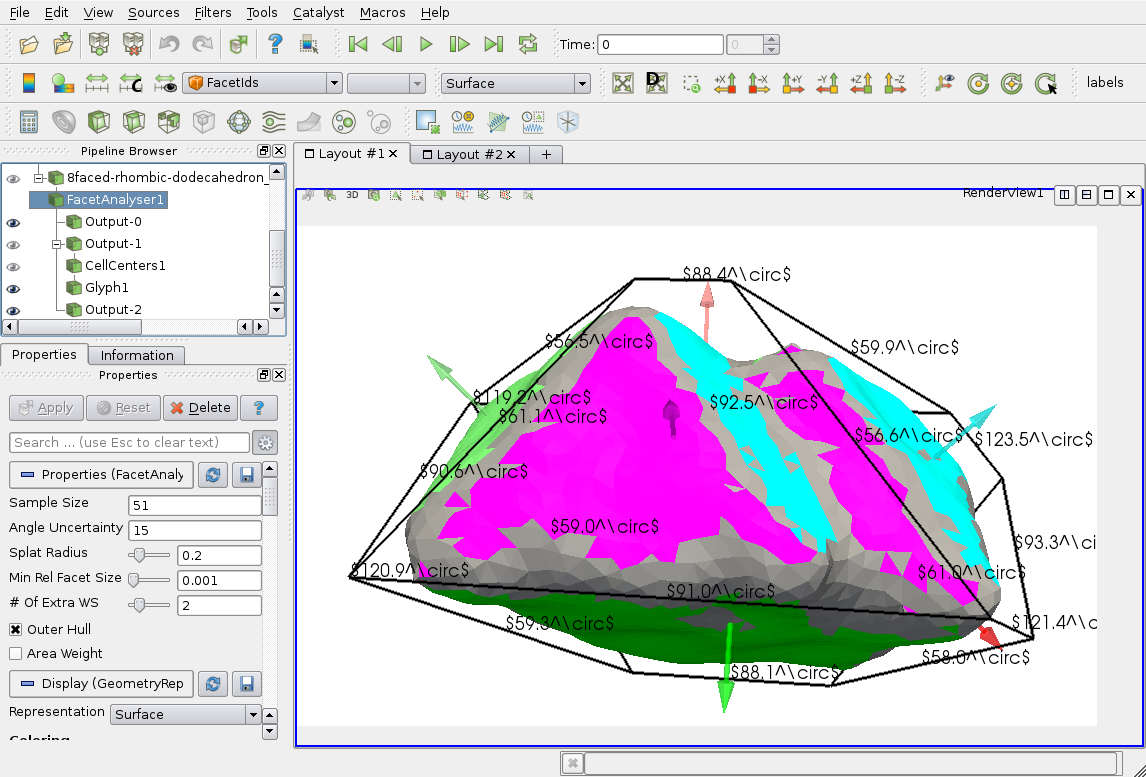 File Edit View Sources Filters Tools Catalyst Macros Help
Time: 0 0
FacetIds Surface labels
Pipeline Browser
Layout #1 Layout #2 +
8faced-rhombic-dodecahedron_
FacetAnalyser1
Output-0
Output-1
CellCenters1
Glyph1
Output-2
Properties Information
Properties
Apply Reset Delete ?
Search ... (use Esc to clear text)
Properties (FacetAnaly
Sample Size 51
Angle Uncertainty 15
Splat Radius 0.2
Min Rel Facet Size 0.001
# Of Extra WS 2
Outer Hull
Area Weight
Display (GeometryRep
Representation Surface
Coloring
3D RenderView1
$88.4^\circ$
$56.5^\circ$
$59.9^\circ$
$119.2^\circ$
$92.5^\circ$
$61.1^\circ$
$56.6^\circ$
$123.5^\circ$
$90.6^\circ$
$59.0^\circ$
$93.3^\ci
$120.9^\circ$
$61.0^\circ$
$91.0^\circ$
$59.3^\circ$
$121.4^\c
$58.0^\circ$
$88.1^\circ$